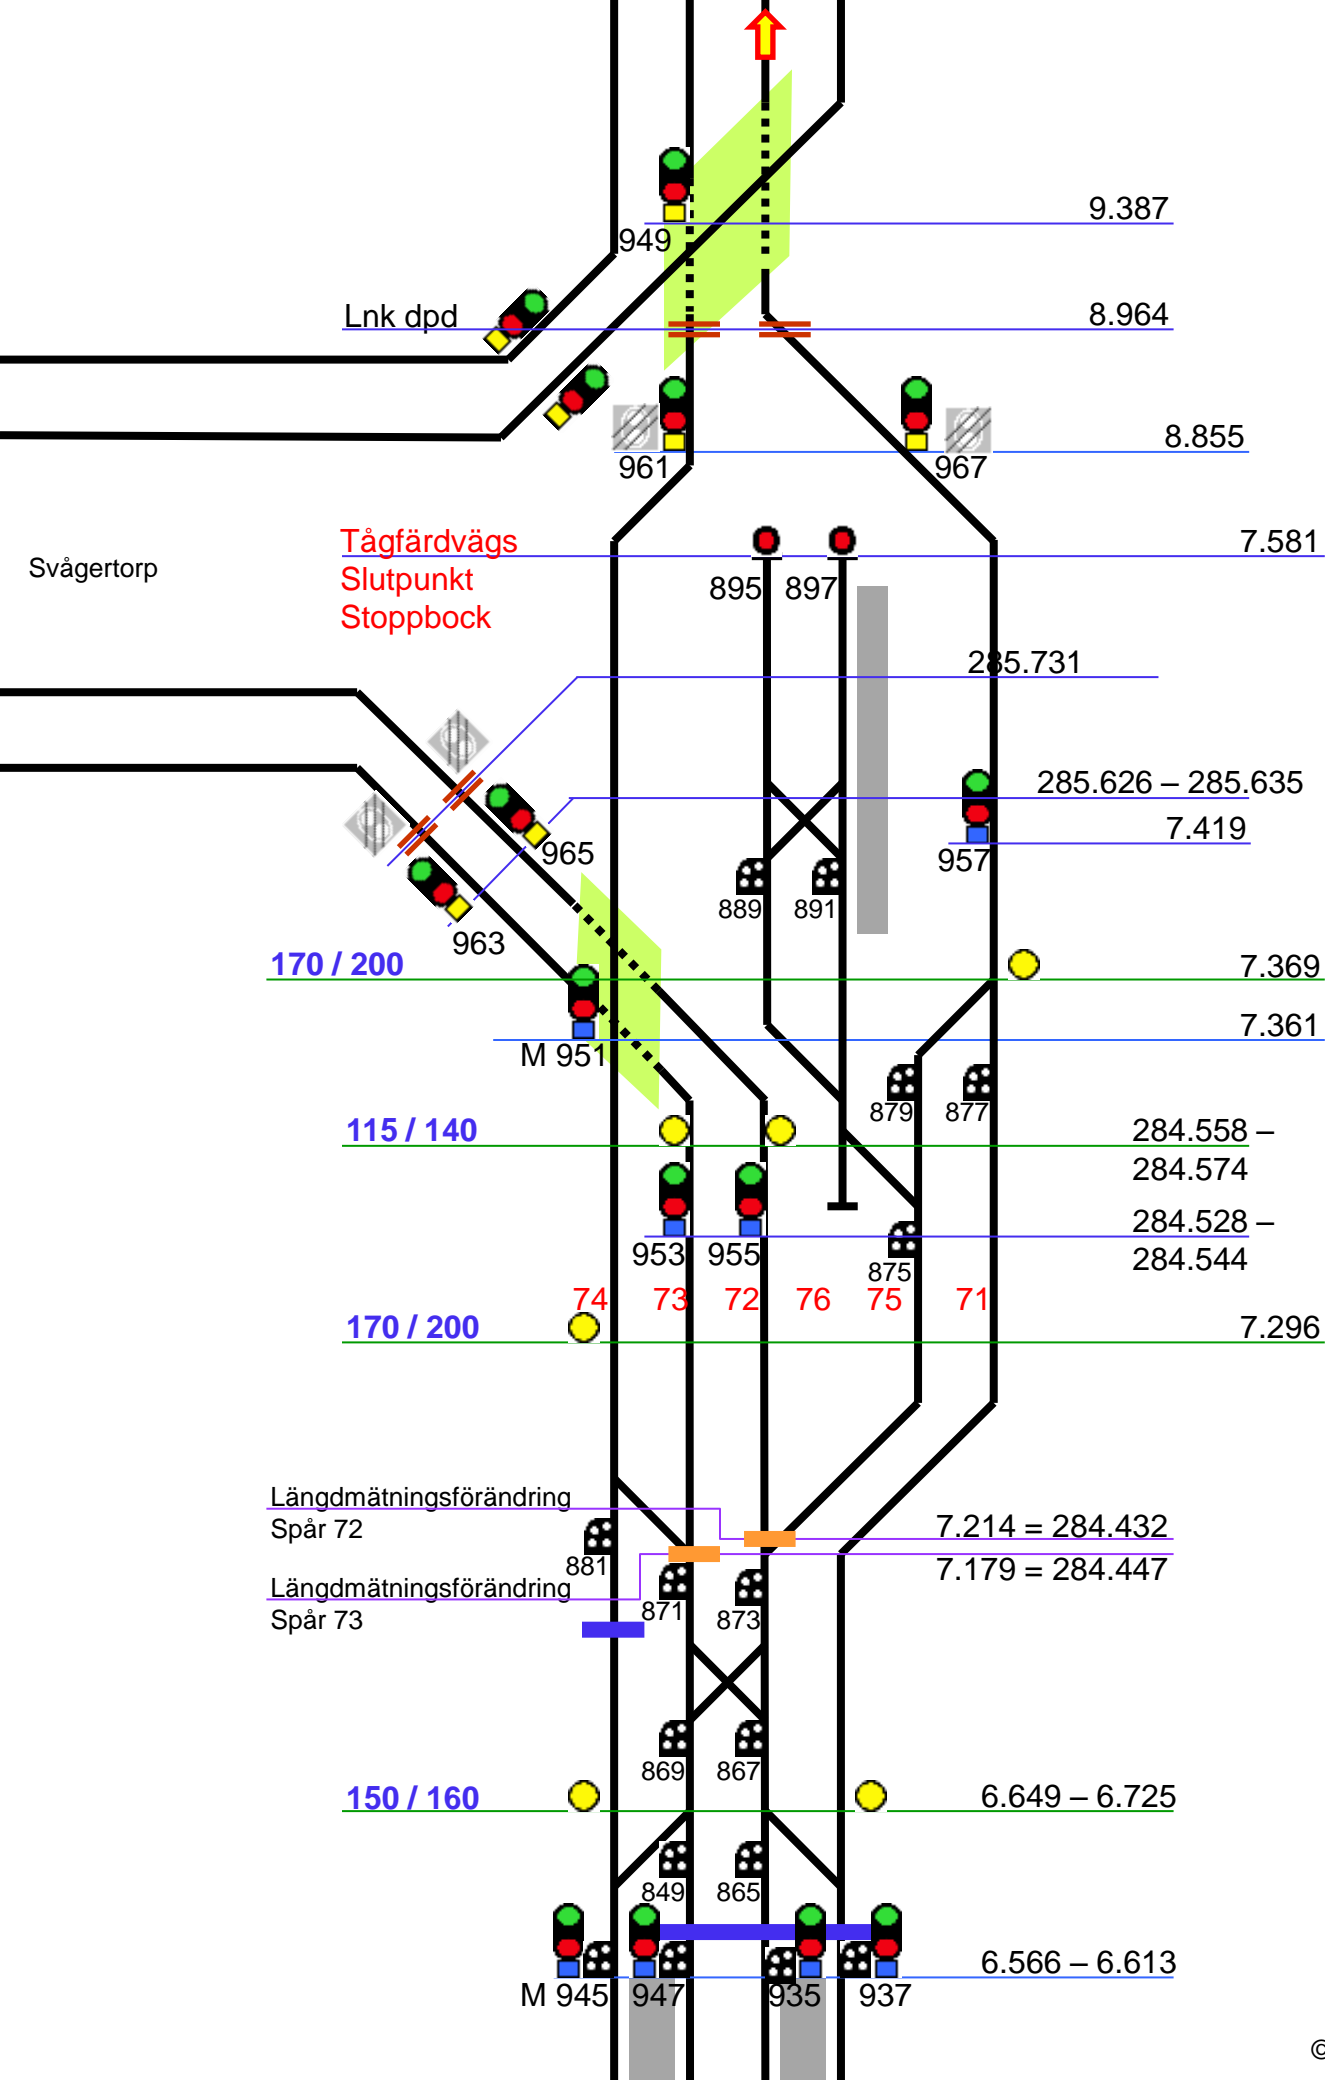 9.387
949
Lnk dpd
8.964
8.855
961
967
Tågfärdvägs
7.581
Svågertorp
Slutpunkt
895
897
Stoppbock
285.731
285.626 – 285.635
7.419
965
957
889
891
963
170 / 200
7.369
7.361
M 951
879
877
115 / 140
284.558 –
284.574
284.528 –
953
955
284.544
875
74
73
72
76
75
71
170 / 200
7.296
Längdmätningsförändring
Spår 72
7.214 = 284.432
881
7.179 = 284.447
Längdmätningsförändring
871
873
Spår 73
869
867
150 / 160
6.649 – 6.725
849
865
6.566 – 6.613
M 945
947
935
937
©